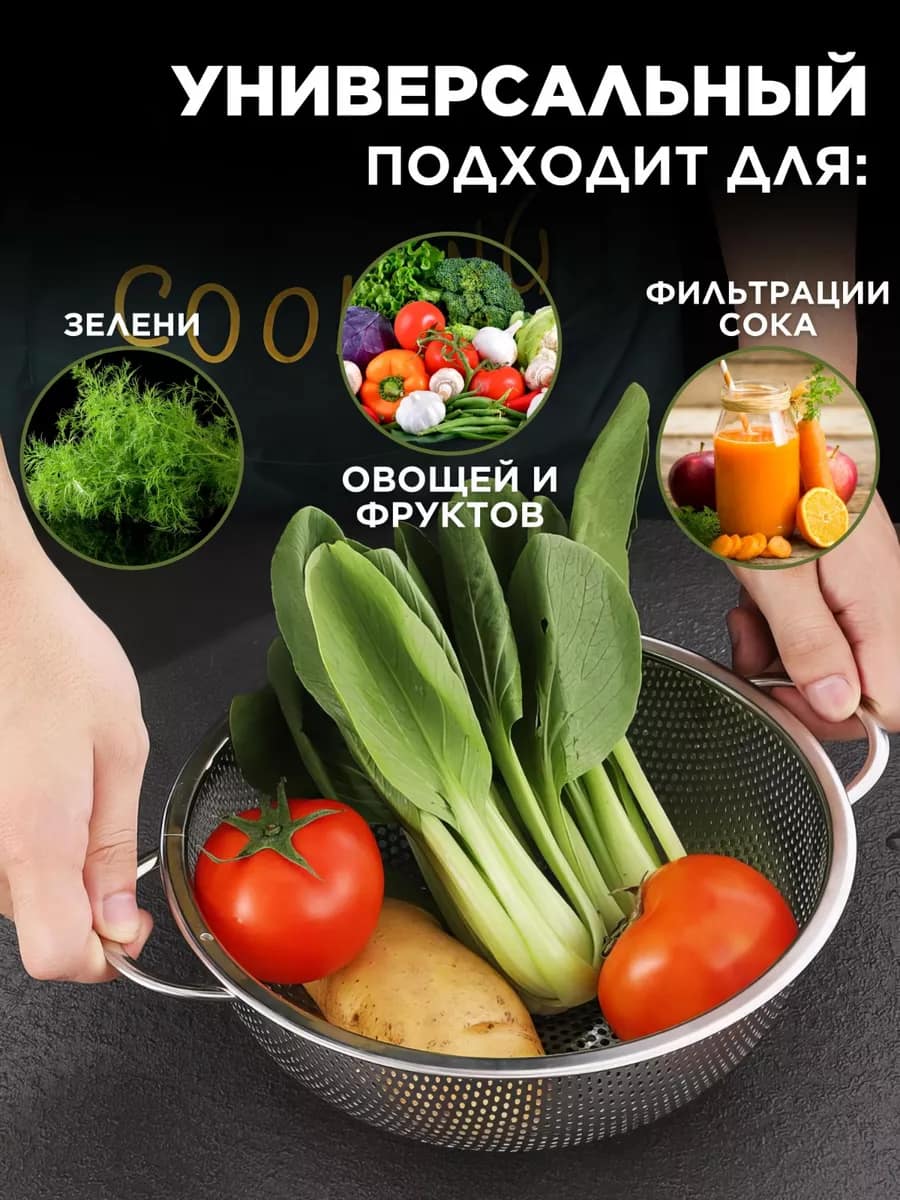 УНИВЕРСАЛЬНЫЙ
ПОДХОДИТ ДЛЯ:
ЗЕЛЕНИ
ОВОЩЕЙ И
ФРУКТОВ
ФИЛЬТРАЦИИ
СОКА